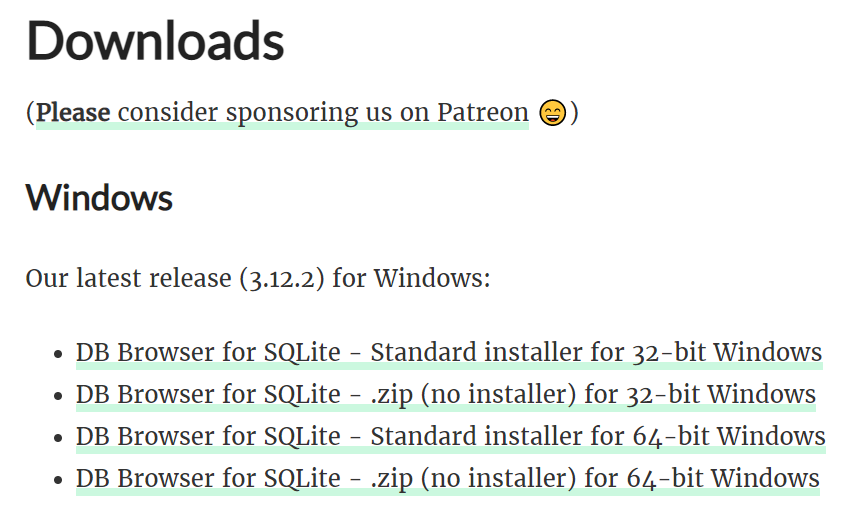 Downloads
(Please consider sponsoring us on Patreon 😄)
Windows
Our latest release (3.12.2) for Windows:
• DB Browser for SQLite - Standard installer for 32-bit Windows
• DB Browser for SQLite - .zip (no installer) for 32-bit Windows
• DB Browser for SQLite - Standard installer for 64-bit Windows
• DB Browser for SQLite - .zip (no installer) for 64-bit Windows